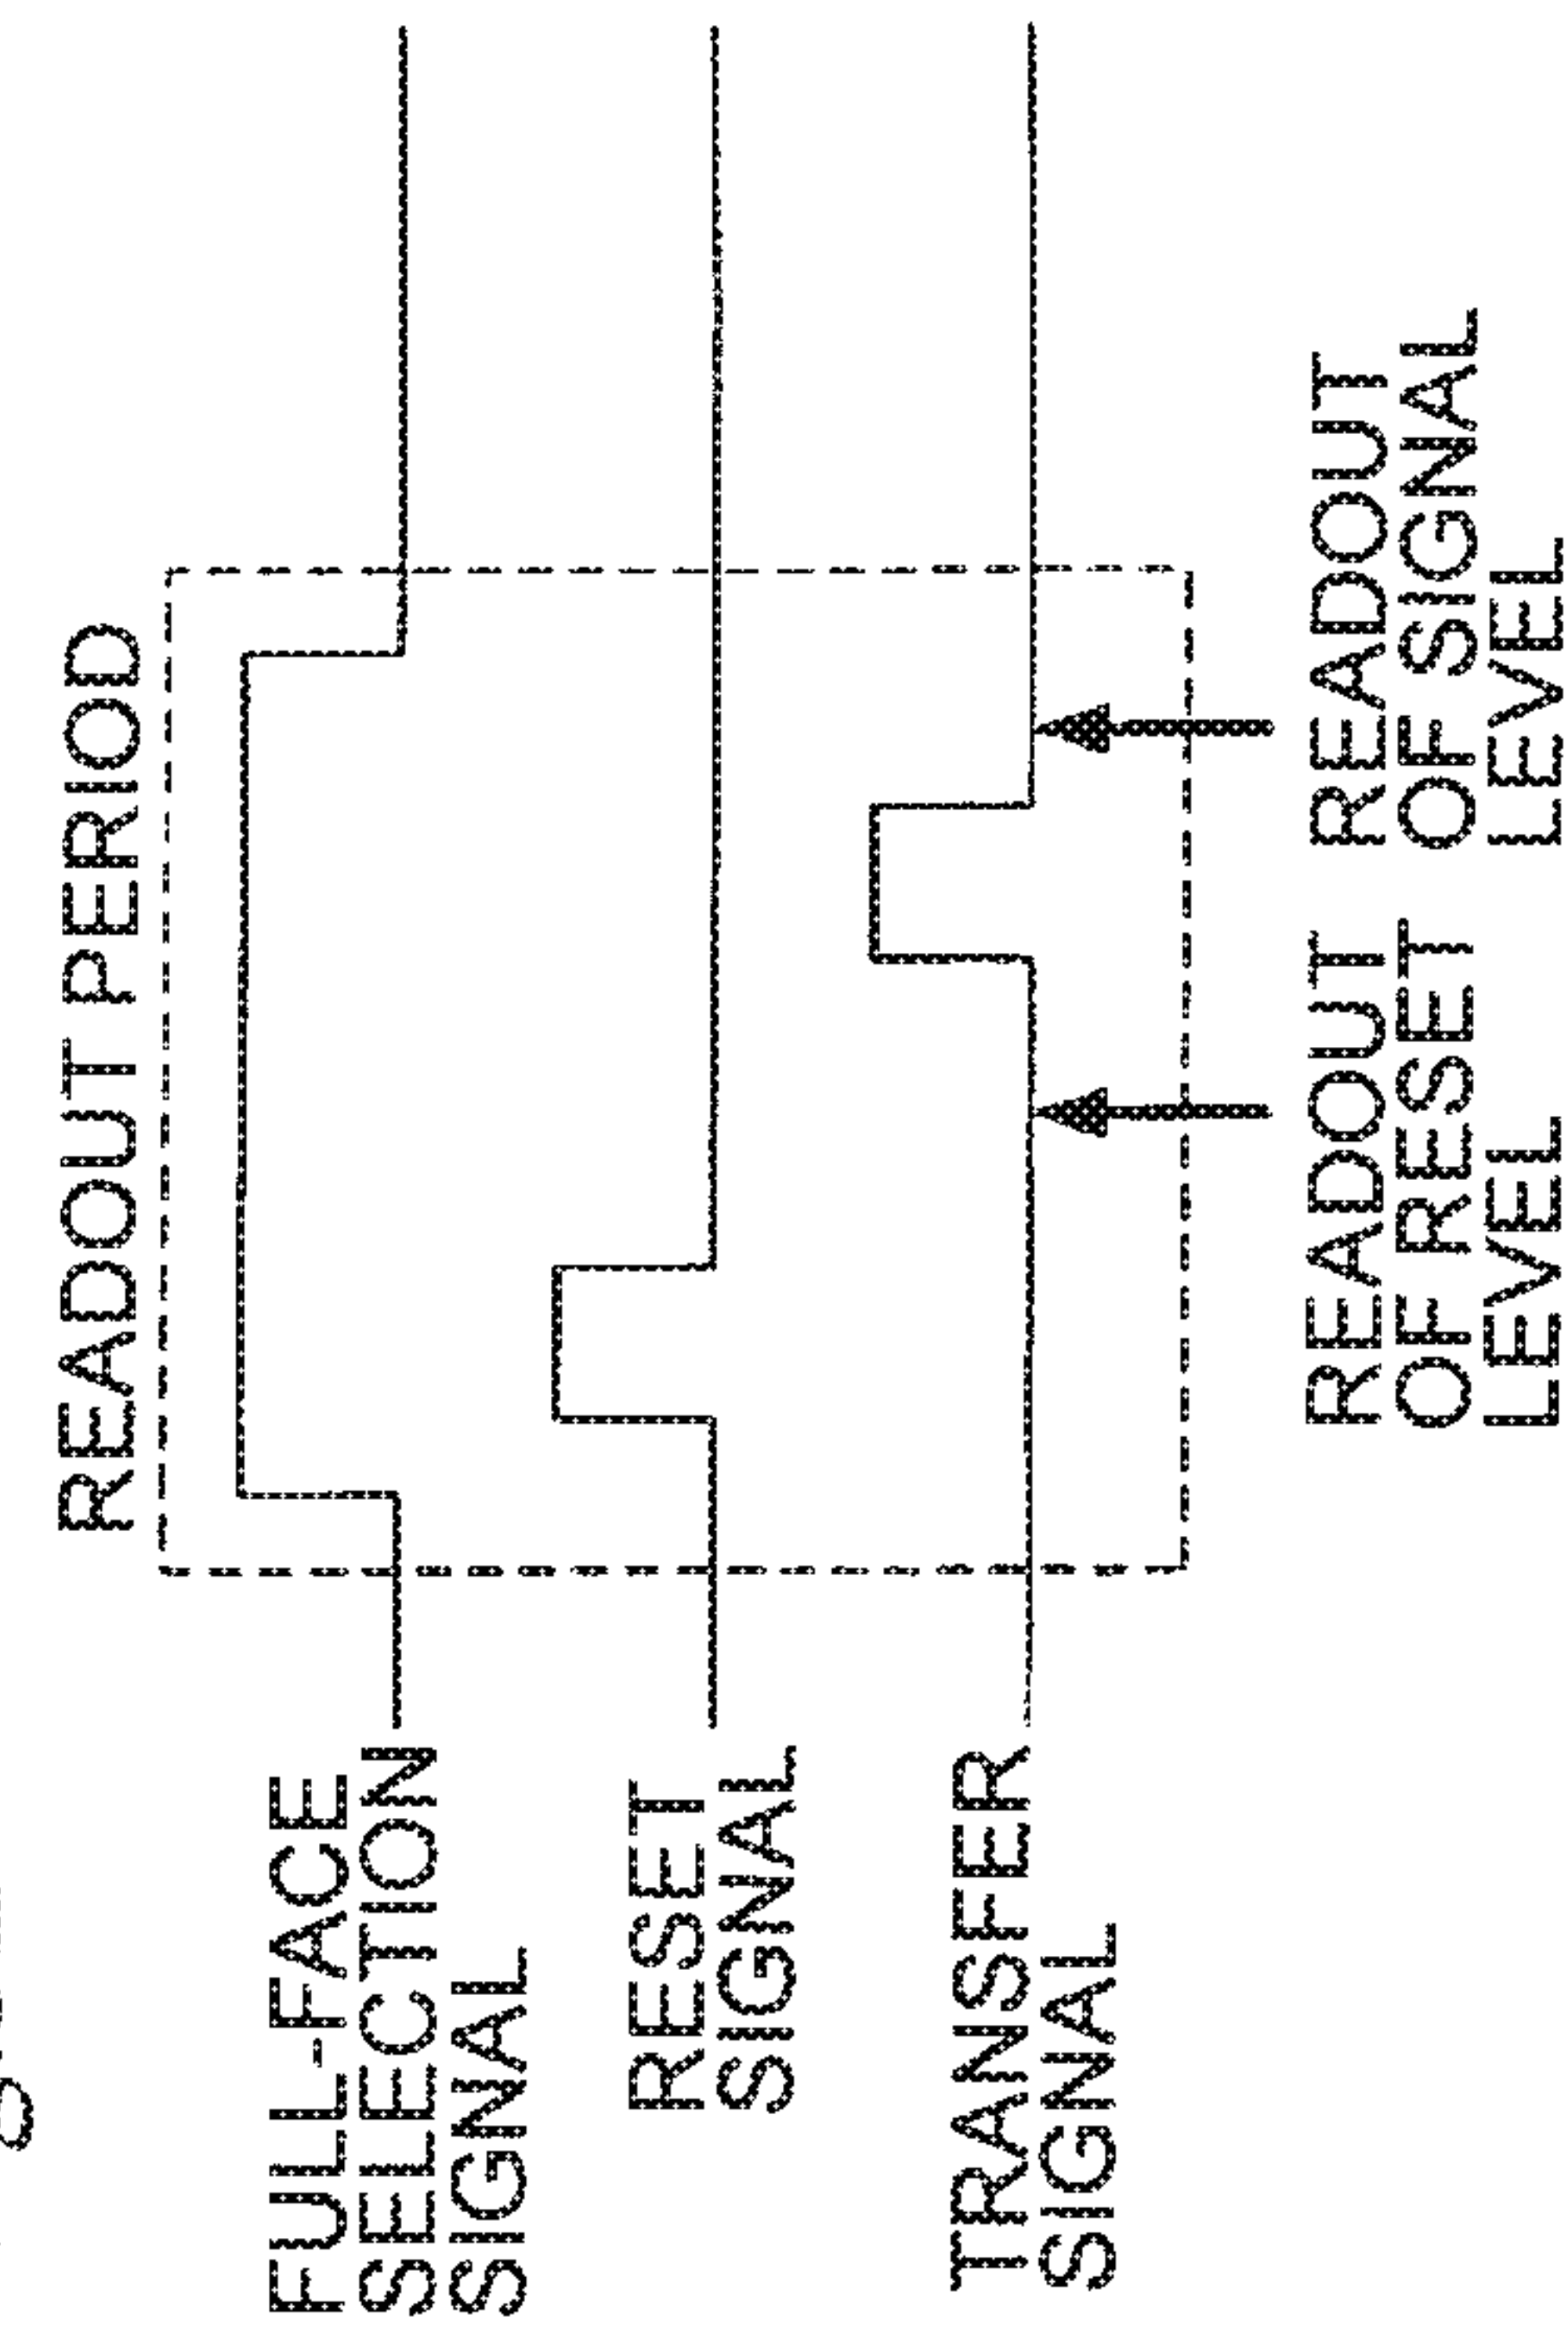 READOUT PERIOD
FULL-FACE
SELECTION
SIGNAL
RESET
SIGNAL
TRANSFER
SIGNAL
READOUT
OF RESET
LEVEL
READOUT
OF SIGNAL
LEVEL